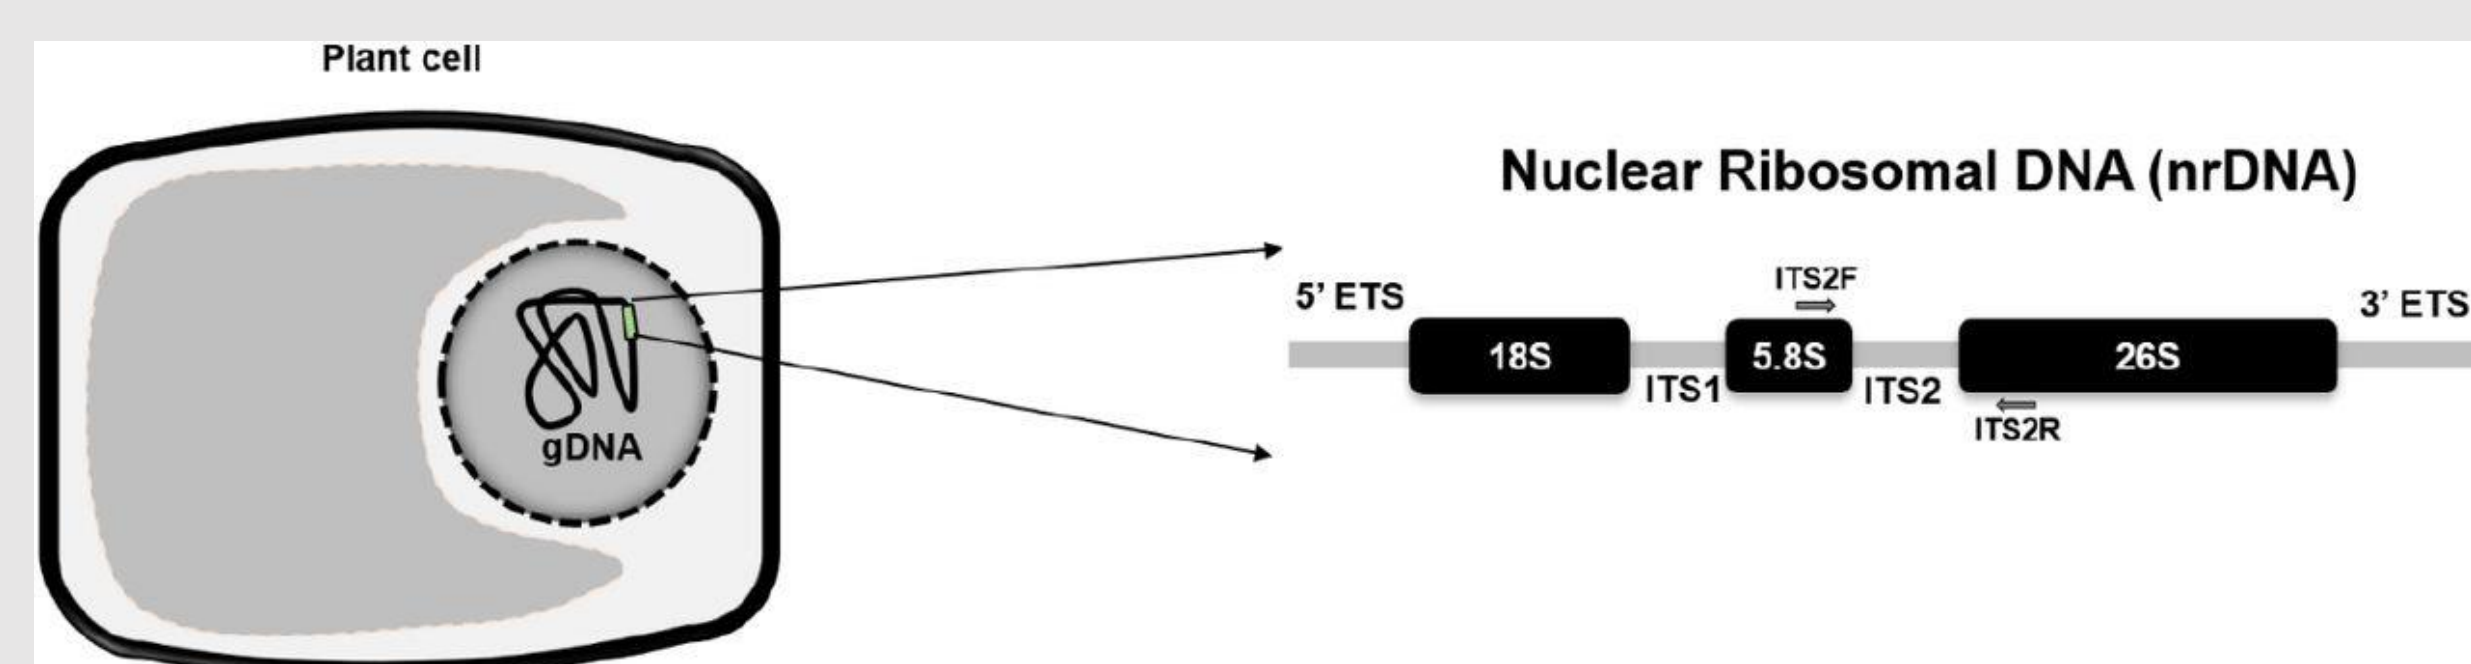 Plant cell
gDNA
Nuclear Ribosomal DNA (nrDNA)
ITS2F
5’ ETS
3’ ETS
18S
5.8S
26S
ITS1
ITS2
ITS2R